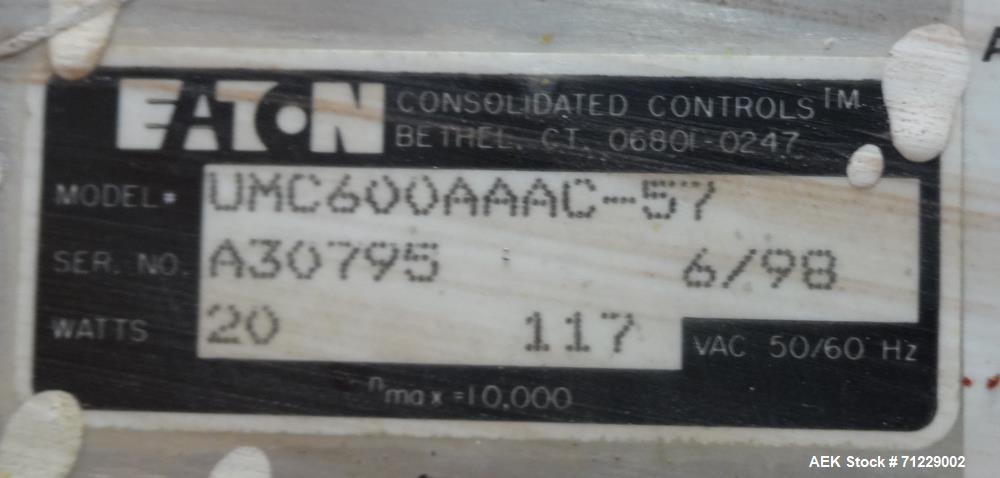 EATON CONSOLIDATED CONTROLS™
BETHEL, CT. 06801-0247
MODEL# UMC600AAAC-57
SER. NO. A30795 6/98
WATTS 20 117 VAC 50/60 Hz
nmax =10,000
AEK Stock # 71229002